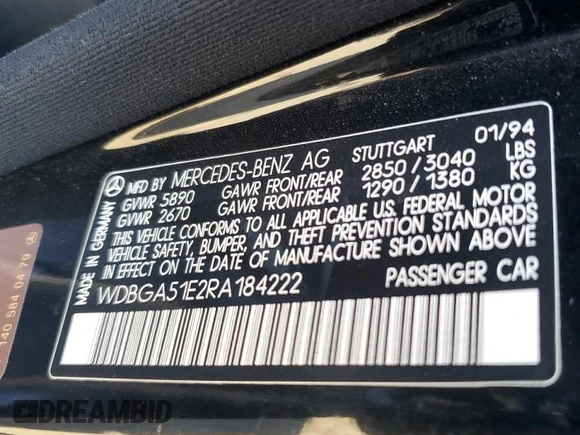 MFD BY MERCEDES-BENZ AG STUTTGART 01/94
GVWR 5890 GAWR FRONT/REAR 2850/3040 LBS
GVWR 2670 GAWR FRONT/REAR 1290/1380 KG
THIS VEHICLE CONFORMS TO ALL APPLICABLE U.S. FEDERAL MOTOR
VEHICLE SAFETY, BUMPER, AND THEFT PREVENTION STANDARDS
IN EFFECT ON THE DATE OF MANUFACTURE SHOWN ABOVE
WDBGA51E2RA184222 PASSENGER CAR
MADE IN GERMANY
140 584 04 79
DREAMBID